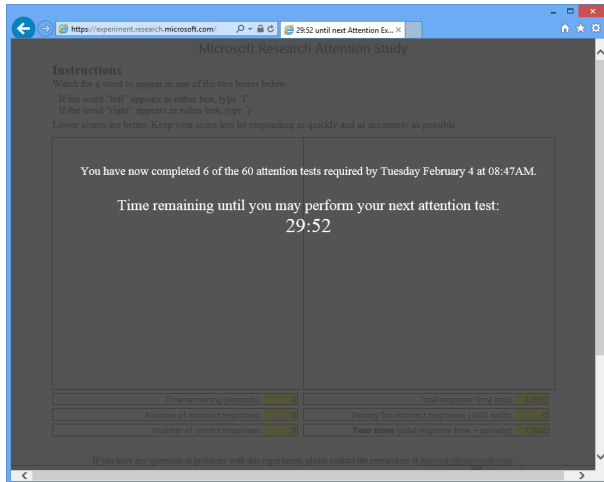 https://experiment.research.microsoft.com/
29:52 until next Attention Ex...
Microsoft Research Attention Study
Instructions
Watch for a word to appear in one of the two boxes below.
If the word "left" appears in either box, type 'f'
If the word "right" appears in either box, type 'j'
Lower scores are better. Keep your score low by responding as quickly and as accurately as possible.
You have now completed 6 of the 60 attention tests required by Tuesday February 4 at 08:47AM.
Time remaining until you may perform your next attention test:
29:52
Time remaining (seconds): 0
Total response time (ms): 12662
Number of incorrect responses: 0
Penalty for incorrect responses (1000 each): 0
Number of correct responses:
Your score (total response time + penalty): 12662
If you have any questions or problems with this experiment, please contact the researchers at